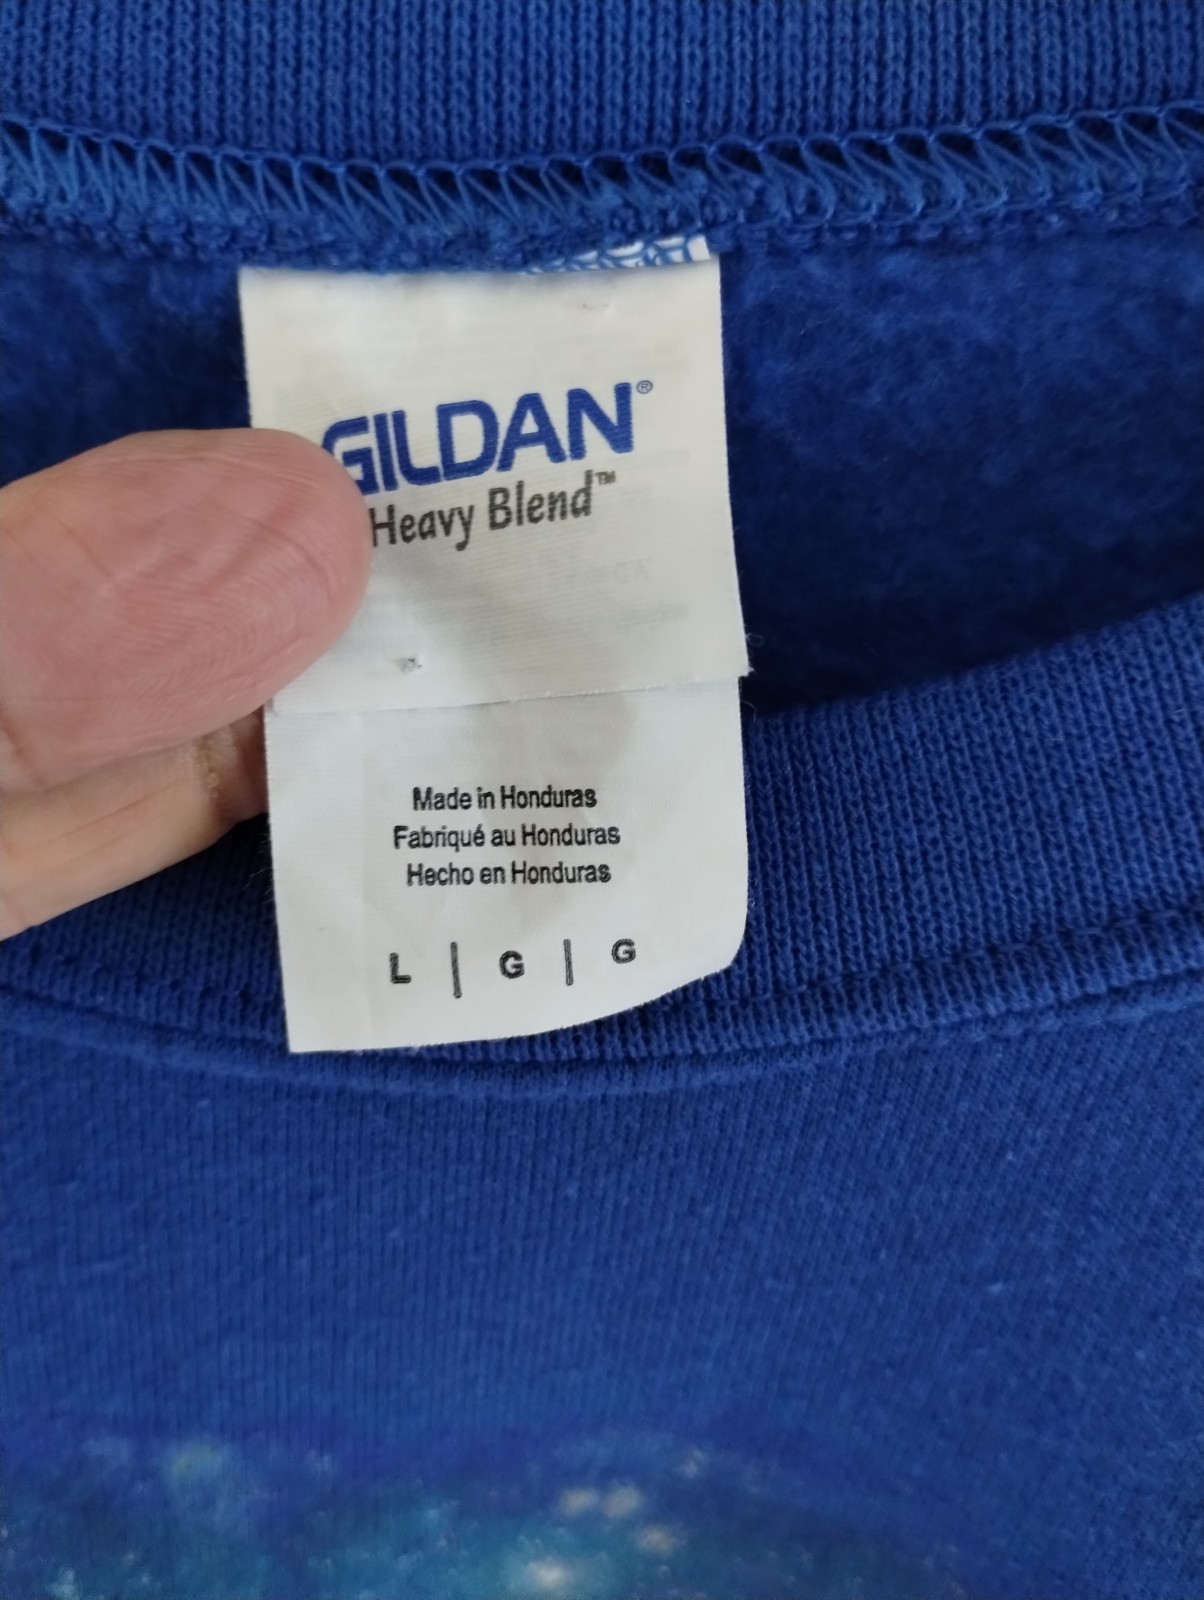 GILDAN®
Heavy Blend™
Made in Honduras
Fabriqué au Honduras
Hecho en Honduras
L | G | G